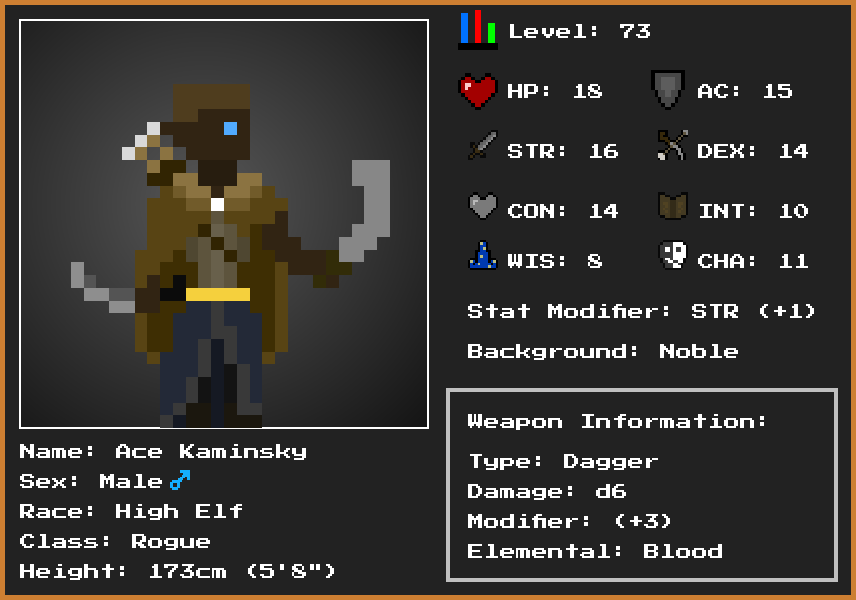 Level: 73
HP: 18
AC: 15
STR: 16
DEX: 14
CON: 14
INT: 10
WIS: 8
CHA: 11
Stat Modifier: STR (+1)
Background: Noble
Weapon Information:
Type: Dagger
Damage: d6
Modifier: (+3)
Elemental: Blood
Name: Ace Kaminsky
Sex: Male ♂
Race: High Elf
Class: Rogue
Height: 173cm (5'8")